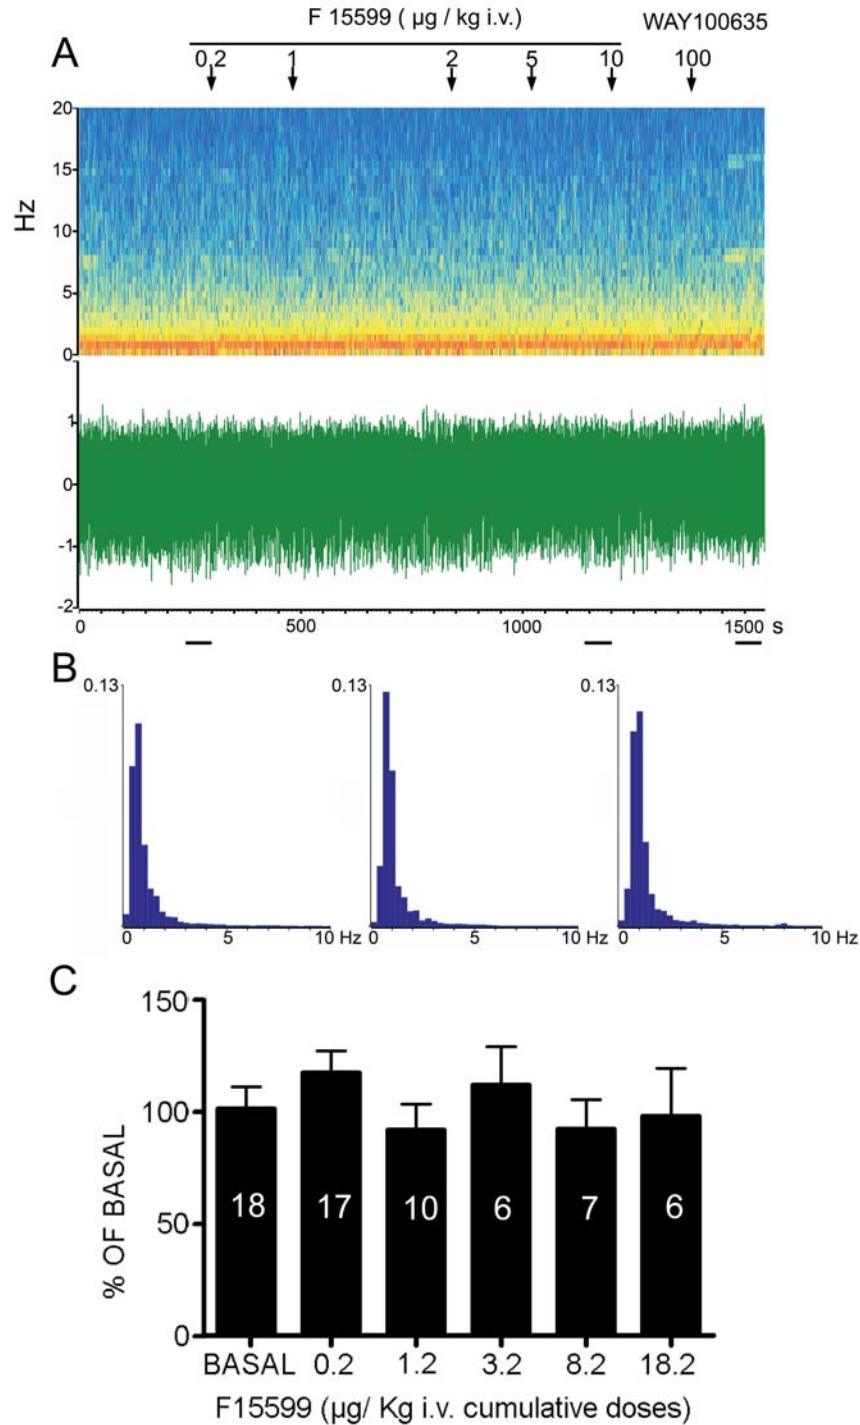 F 15599 ( µg / kg i.v.)
WAY100635
A
0.2 1 2 5 10 100
20
15
10
5
0
Hz
1
0
-1
-2
0 500 1000 1500 s
B
0.13 0.13 0.13
0 5 10 Hz 0 5 10 Hz 0 5 10 Hz
C
150
100
50
0
% OF BASAL
18 17 10 6 7 6
BASAL 0.2 1.2 3.2 8.2 18.2
F15599 (µg/ Kg i.v. cumulative doses)